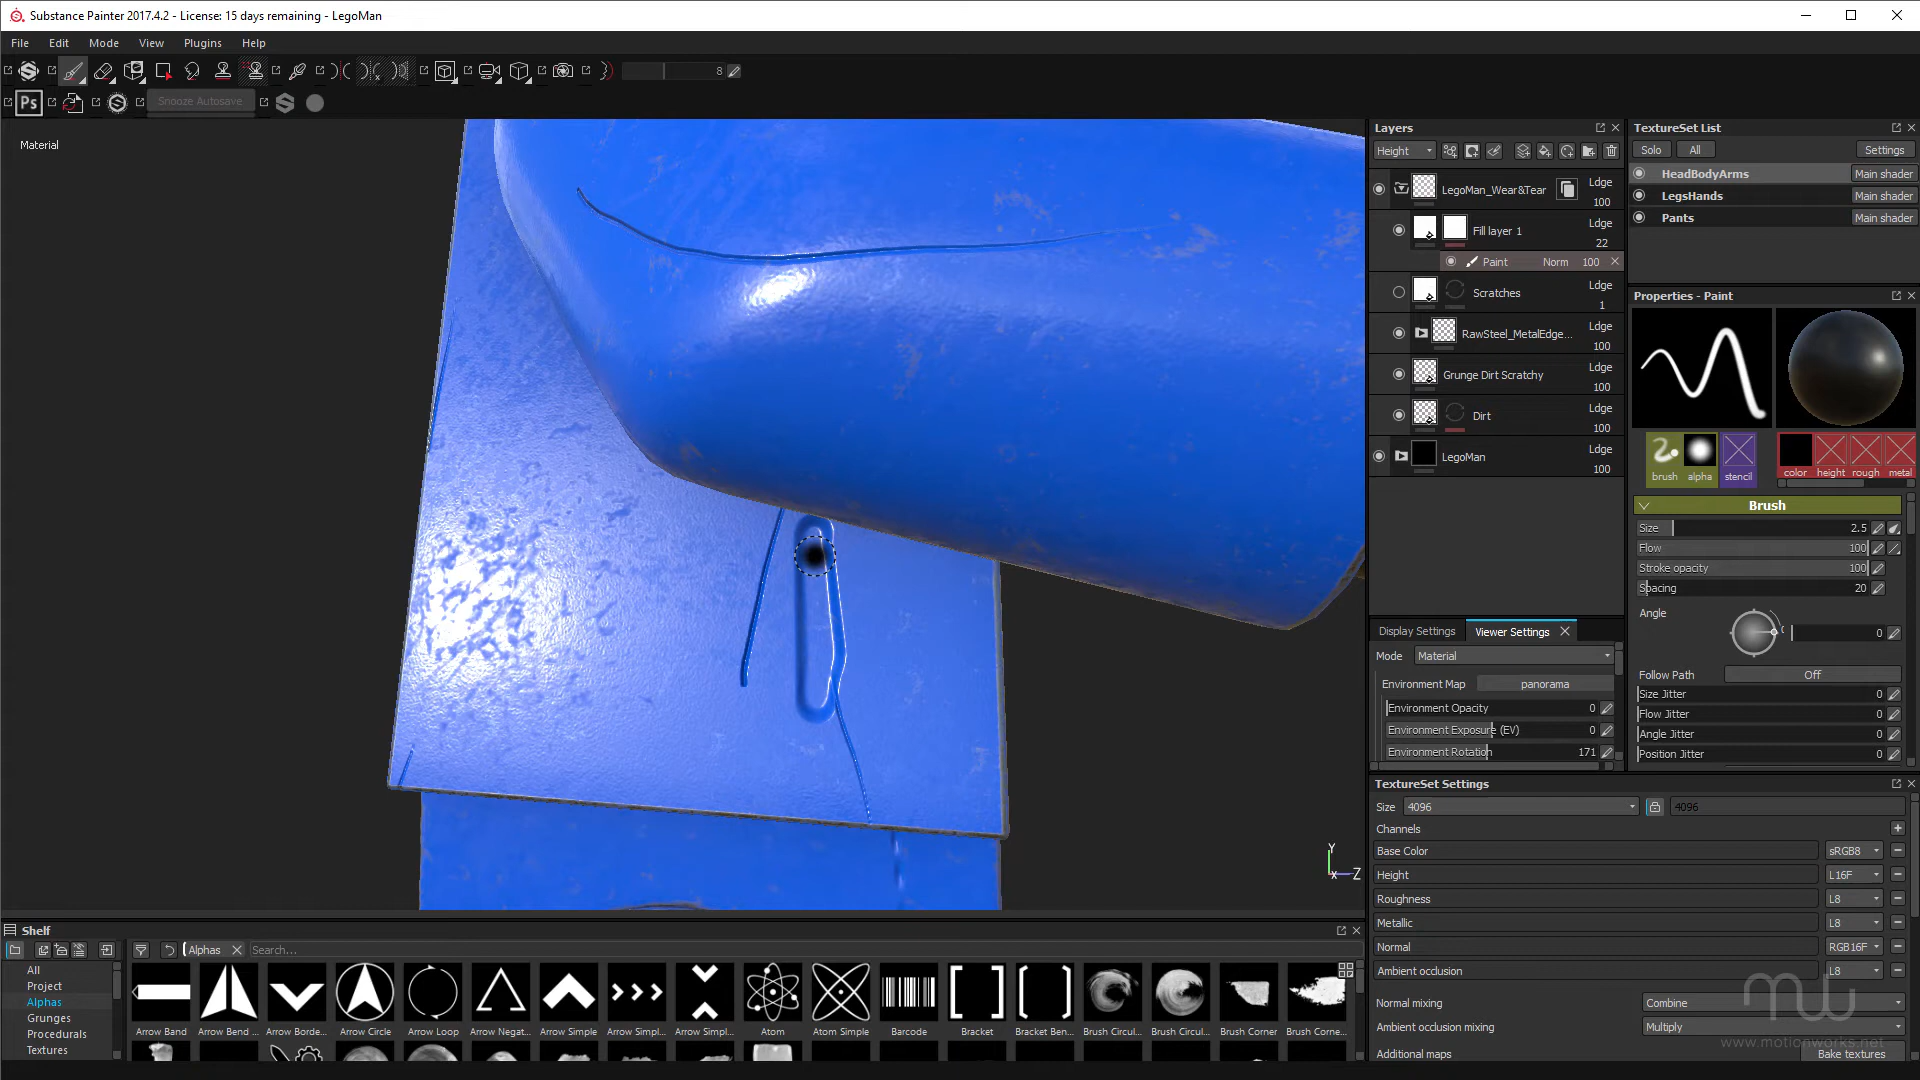 Substance Painter 2017.4.2 - License: 15 days remaining - LegoMan
File Edit Mode View Plugins Help
8
Ps Snooze Autosave
Material
Y
x Z
Layers
Height
LegoMan_Wear&Tear Ldge 100
Fill layer 1 Ldge 22
Paint Norm 100
Scratches Ldge 1
RawSteel_MetalEdge... Ldge 100
Grunge Dirt Scratchy Ldge 100
Dirt Ldge 100
LegoMan Ldge 100
Display Settings Viewer Settings
Mode Material
Environment Map panorama
Environment Opacity 0
Environment Exposure (EV) 0
Environment Rotation 171
TextureSet List
Solo All Settings
HeadBodyArms Main shader
LegsHands Main shader
Pants Main shader
Properties - Paint
brush alpha stencil color height rough metal
Brush
Size 2.5
Flow 100
Stroke opacity 100
Spacing 20
Angle 0
Follow Path Off
Size Jitter 0
Flow Jitter 0
Angle Jitter 0
Position Jitter 0
TextureSet Settings
Size 4096 4096
Channels
Base Color sRGB8
Height L16F
Roughness L8
Metallic L8
Normal RGB16F
Ambient occlusion L8
Normal mixing Combine
Ambient occlusion mixing Multiply
Additional maps Bake textures
www.motionworks.net
Shelf
Alphas Search...
All
Project
Alphas
Grunges
Procedurals
Textures
Arrow Band Arrow Bend ... Arrow Borde... Arrow Circle Arrow Loop Arrow Negat... Arrow Simple Arrow Simpl... Arrow Simpl... Atom Atom Simple Barcode Bracket Bracket Ben... Brush Circul... Brush Circul... Brush Corner Brush Corne...